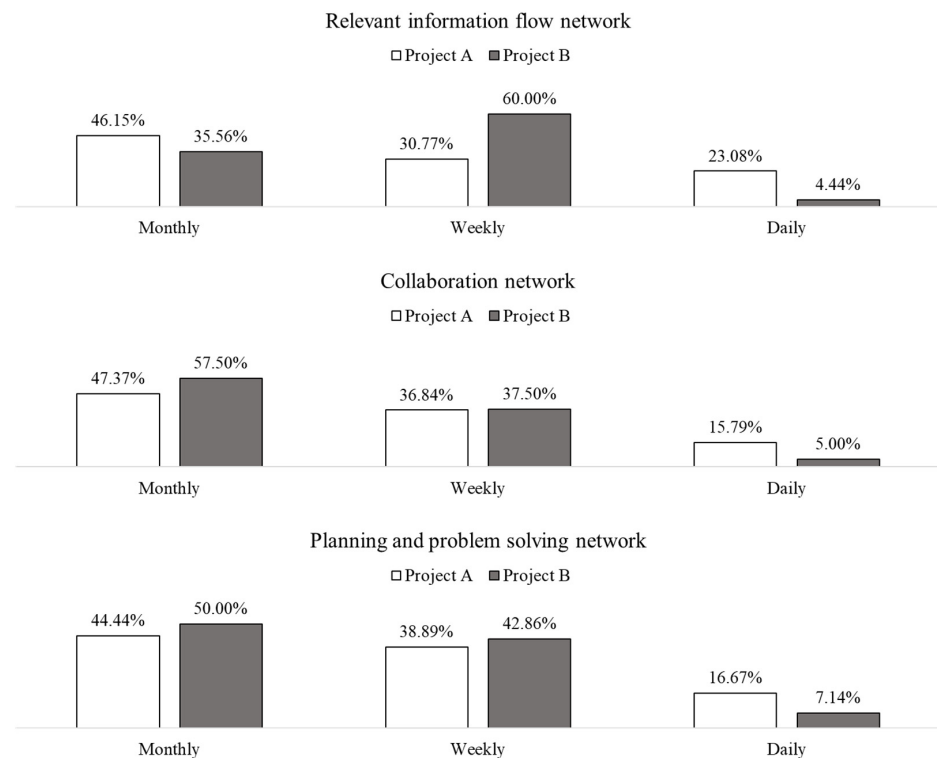 Relevant information flow network
Project A Project B
46.15% 35.56% 30.77% 60.00% 23.08% 4.44%
Monthly Weekly Daily
Collaboration network
Project A Project B
47.37% 57.50% 36.84% 37.50% 15.79% 5.00%
Monthly Weekly Daily
Planning and problem solving network
Project A Project B
44.44% 50.00% 38.89% 42.86% 16.67% 7.14%
Monthly Weekly Daily